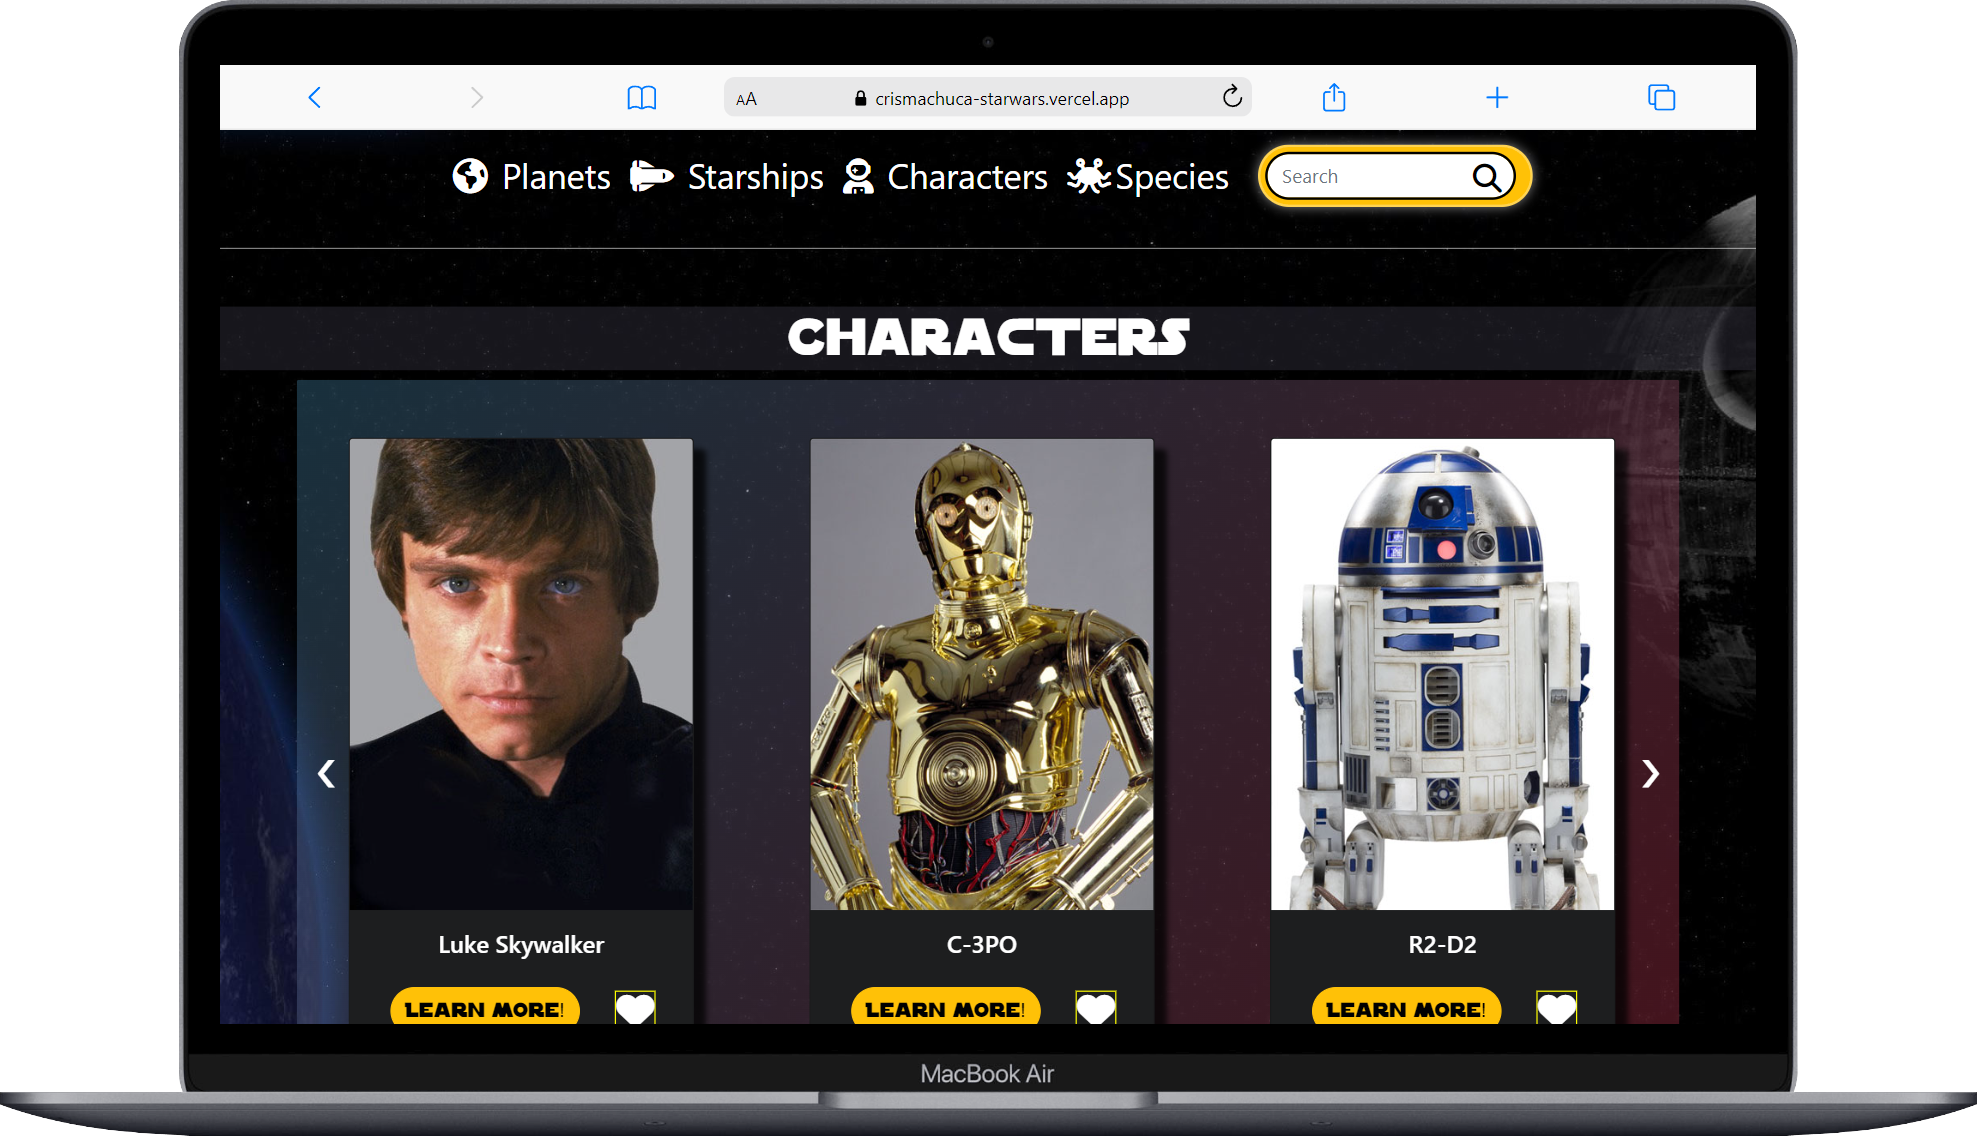 AA crismachuca-starwars.vercel.app
Planets Starships Characters Species Search
CHARACTERS
Luke Skywalker C-3PO R2-D2
LEARN MORE! LEARN MORE! LEARN MORE!
MacBook Air